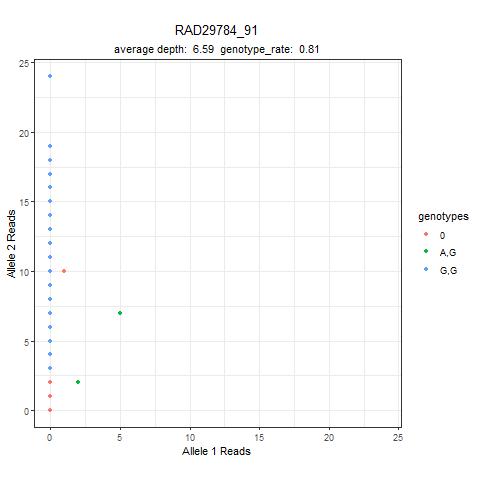 RAD29784_91
average depth:  6.59  genotype_rate:  0.81
25
20
15
10
5
0
Allele 2 Reads
0 5 10 15 20 25
Allele 1 Reads
genotypes
0
A,G
G,G